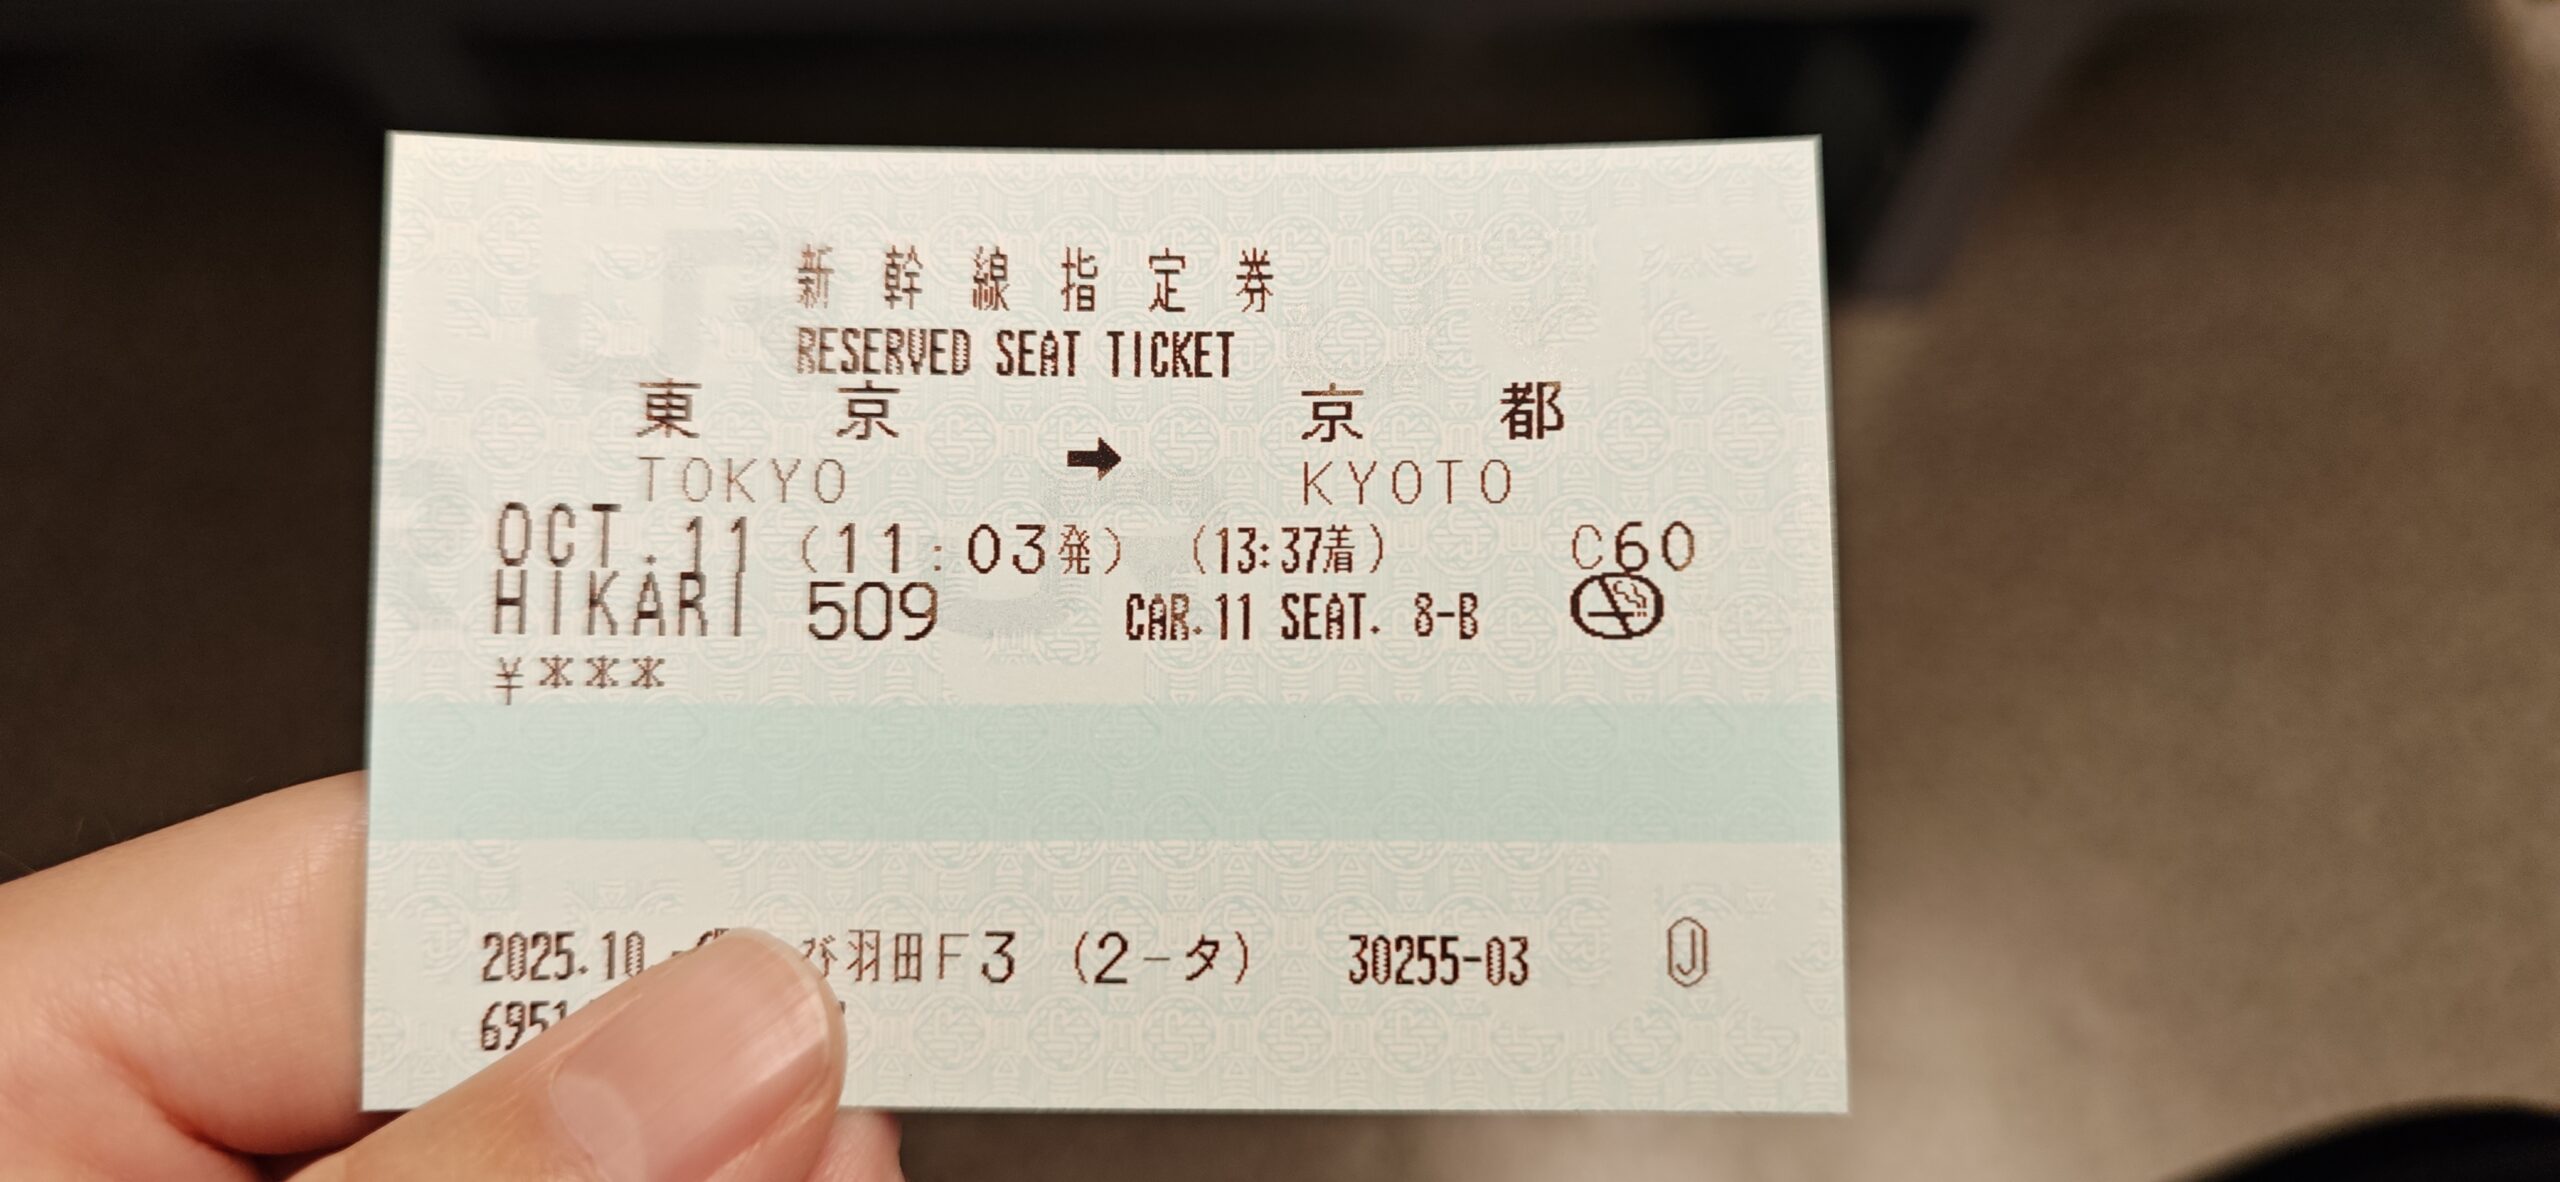 新幹線指定券
RESERVED SEAT TICKET
東京 ➡ 京都
TOKYO KYOTO
OCT.11 (11:03発) (13:37着) C60
HIKARI 509 CAR.11 SEAT. 8-B
¥***
2025.10. 羽田F3 (2-タ) 30255-03 Ⓙ